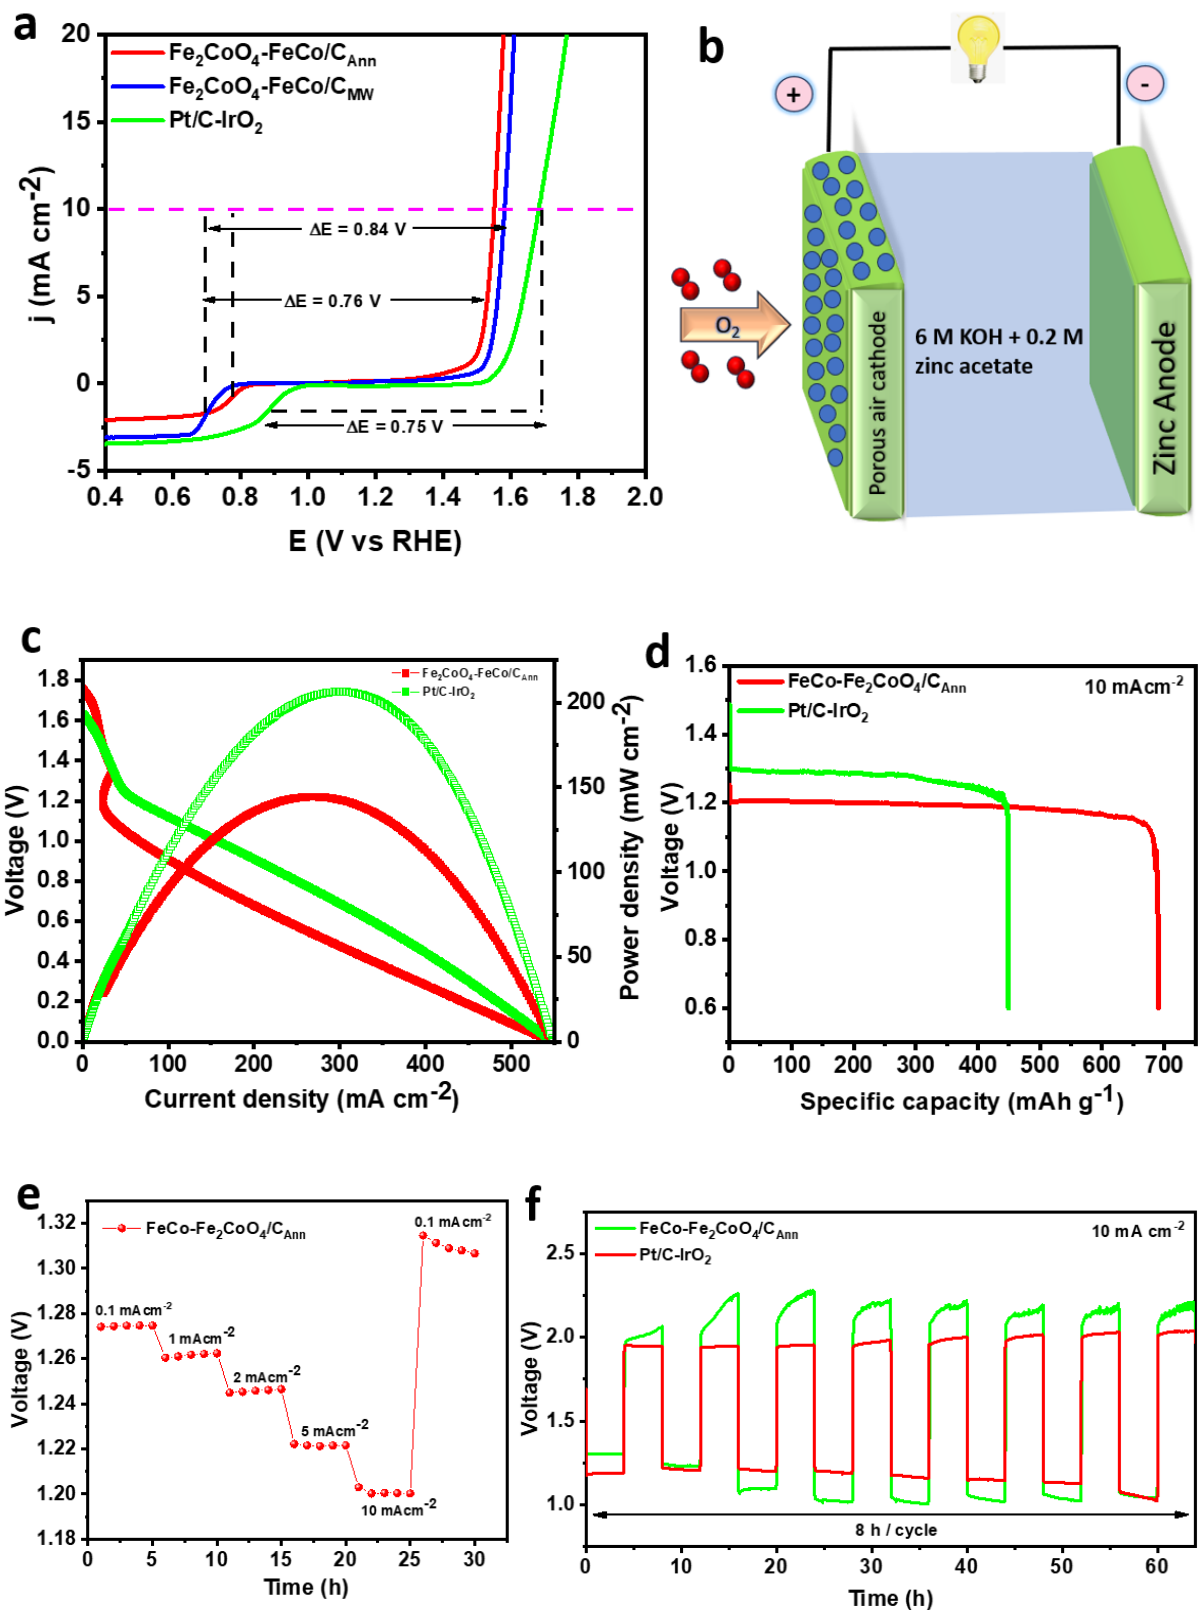 a
20
15
10
5
0
-5
0.4 0.6 0.8 1.0 1.2 1.4 1.6 1.8 2.0
j (mA cm⁻²)
E (V vs RHE)
Fe₂CoO₄-FeCo/C_Ann
Fe₂CoO₄-FeCo/C_MW
Pt/C-IrO₂
ΔE = 0.84 V
ΔE = 0.76 V
ΔE = 0.75 V
b
+
-
O₂
Porous air cathode
6 M KOH + 0.2 M
zinc acetate
Zinc Anode
c
1.8
1.6
1.4
1.2
1.0
0.8
0.6
0.4
0.2
0.0
0 100 200 300 400 500
200
150
100
50
0
Voltage (V)
Current density (mA cm⁻²)
Power density (mW cm⁻²)
Fe₂CoO₄-FeCo/C_Ann
Pt/C-IrO₂
d
1.6
1.4
1.2
1.0
0.8
0.6
0 100 200 300 400 500 600 700
Voltage (V)
Specific capacity (mAh g⁻¹)
FeCo-Fe₂CoO₄/C_Ann
Pt/C-IrO₂
10 mAcm⁻²
e
1.32
1.30
1.28
1.26
1.24
1.22
1.20
1.18
0 5 10 15 20 25 30
Voltage (V)
Time (h)
FeCo-Fe₂CoO₄/C_Ann
0.1 mAcm⁻²
1 mAcm⁻²
2 mAcm⁻²
5 mAcm⁻²
10 mAcm⁻²
0.1 mAcm⁻²
f
2.5
2.0
1.5
1.0
0 10 20 30 40 50 60
Voltage (V)
Time (h)
FeCo-Fe₂CoO₄/C_Ann
Pt/C-IrO₂
10 mA cm⁻²
8 h / cycle